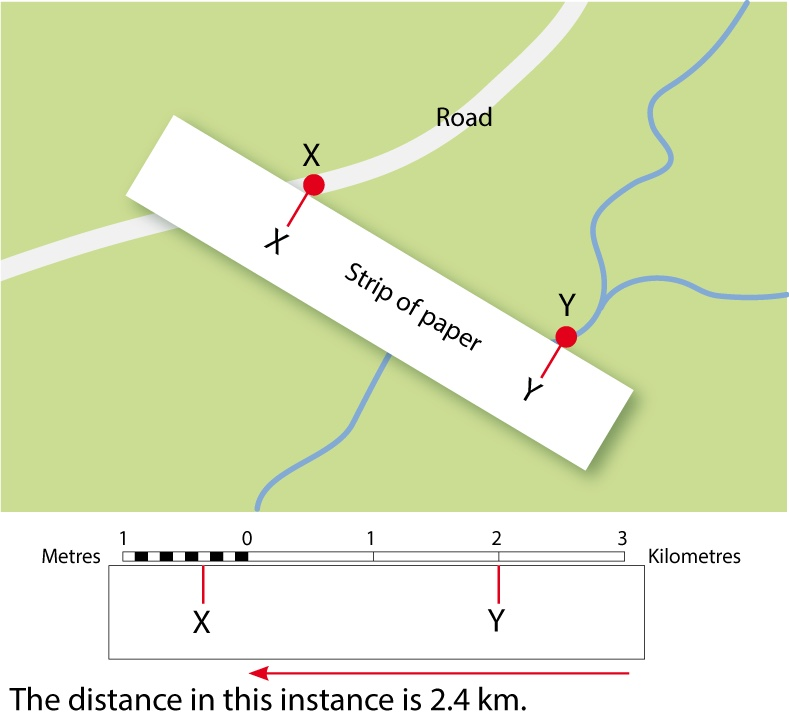 Road
X
X
Strip of paper
Y
Y
1 0 1 2 3
Metres Kilometres
X Y
The distance in this instance is 2.4 km.